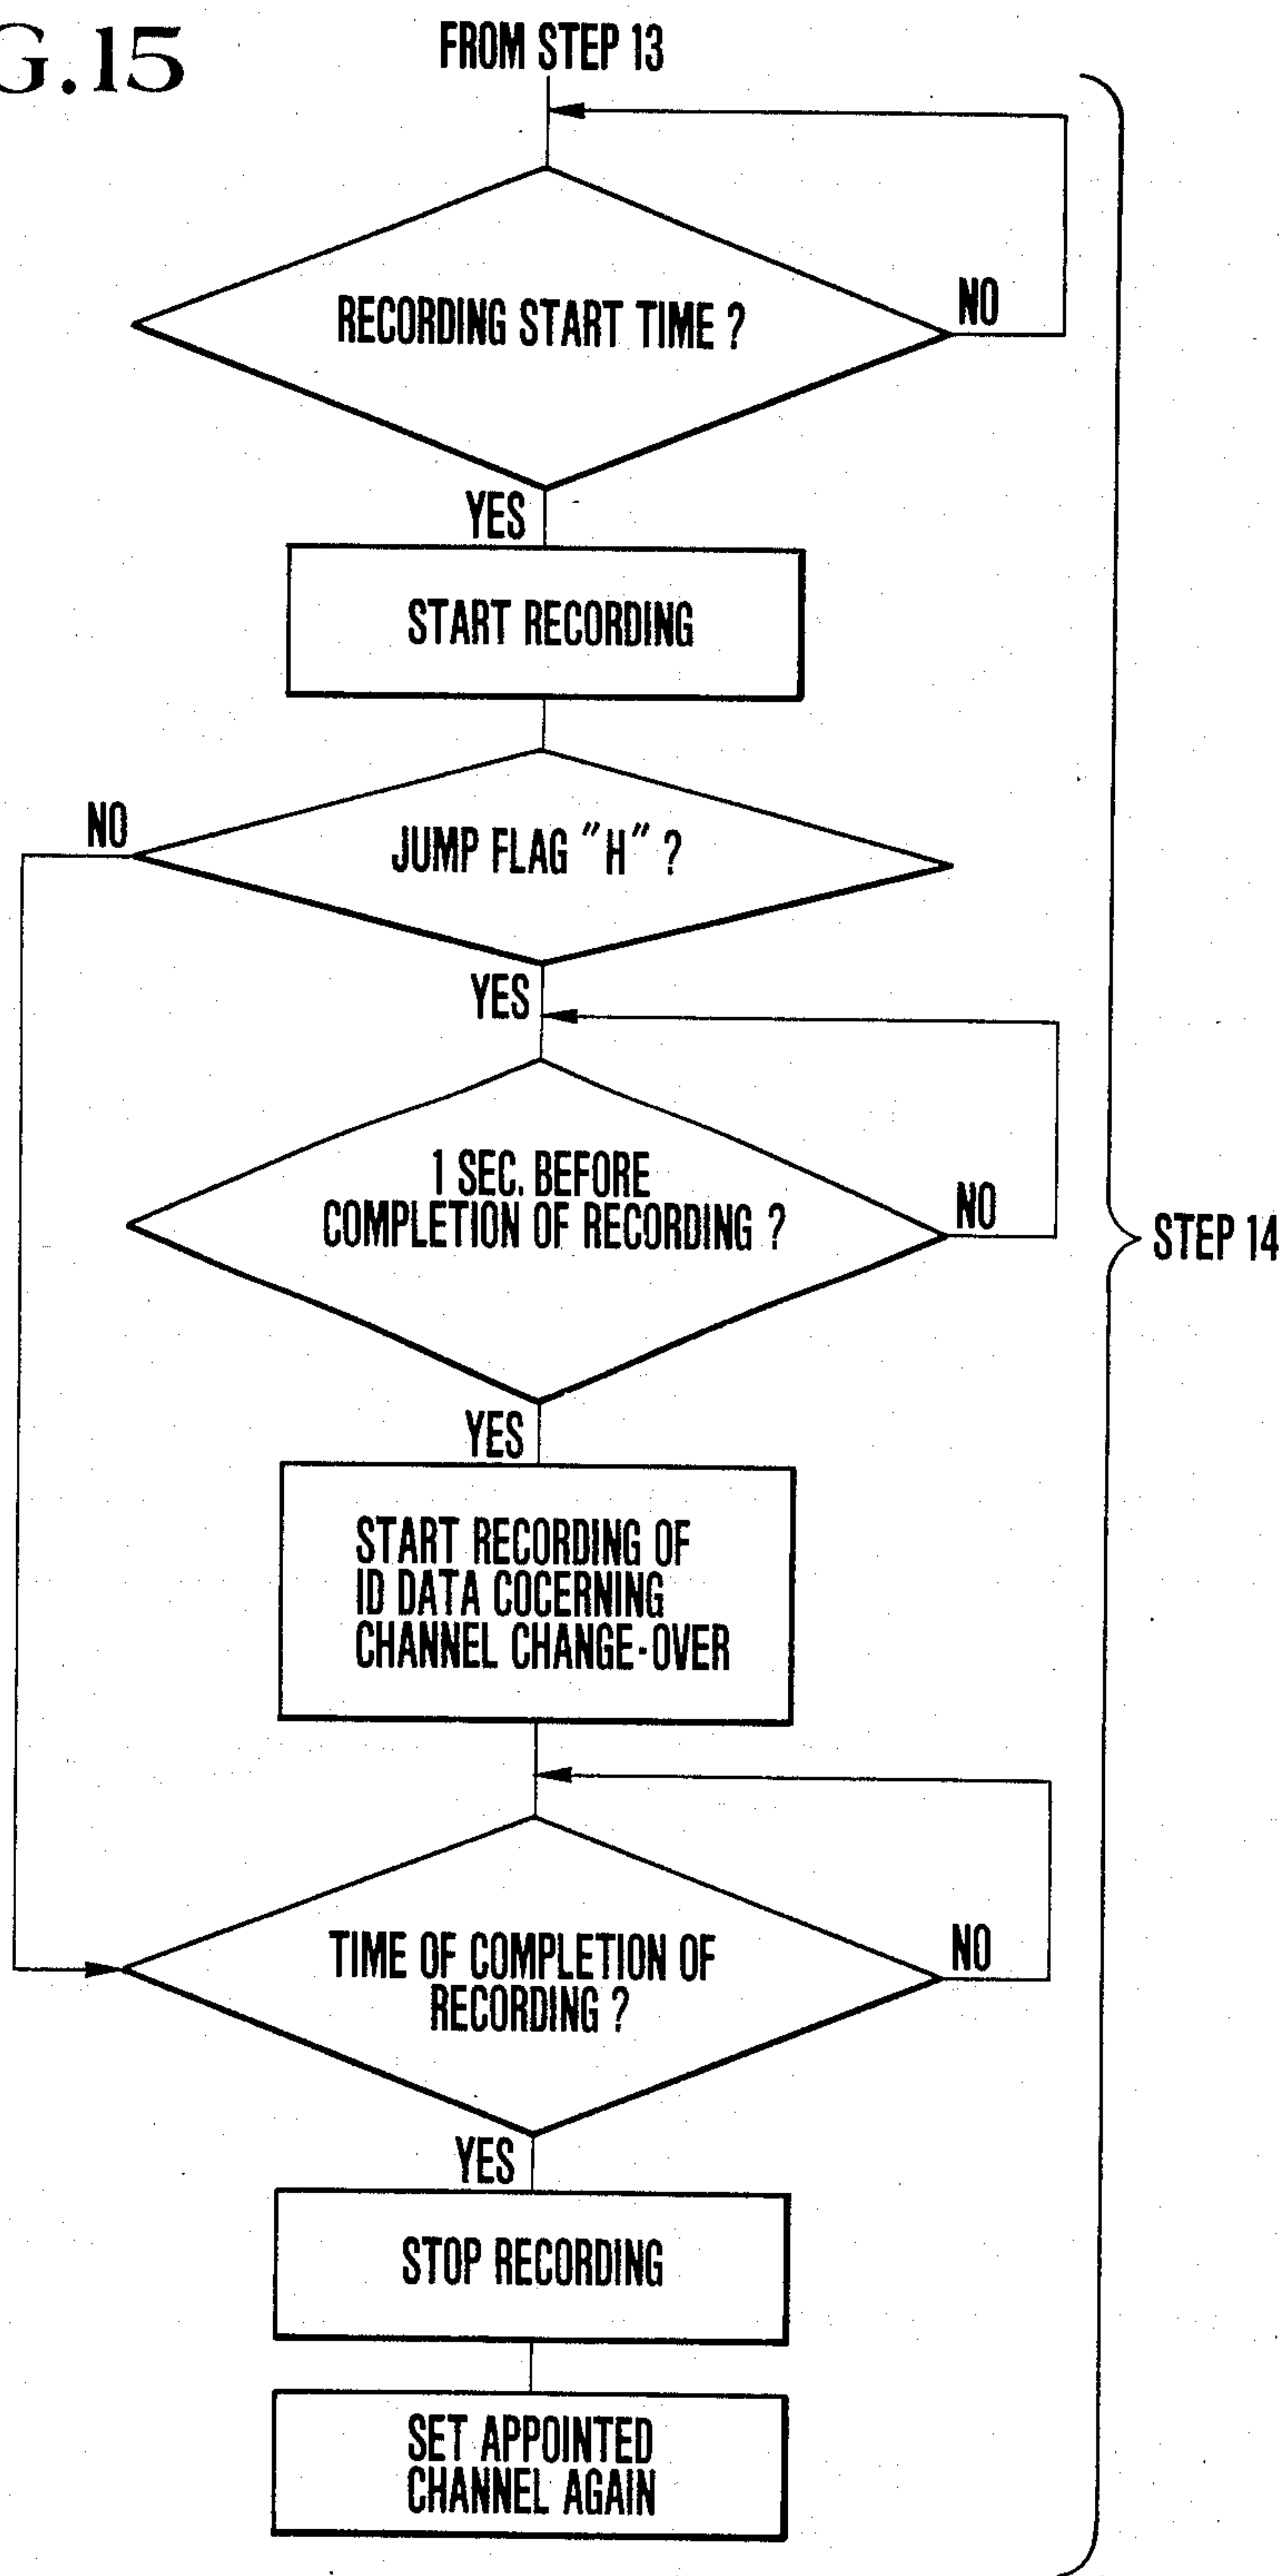 G.15
FROM STEP 13
RECORDING START TIME ?
NO
YES
START RECORDING
NO
JUMP FLAG "H" ?
YES
1 SEC. BEFORE
COMPLETION OF RECORDING ?
NO
STEP 14
YES
START RECORDING OF
ID DATA COCERNING
CHANNEL CHANGE-OVER
TIME OF COMPLETION OF
RECORDING ?
NO
YES
STOP RECORDING
SET APPOINTED
CHANNEL AGAIN